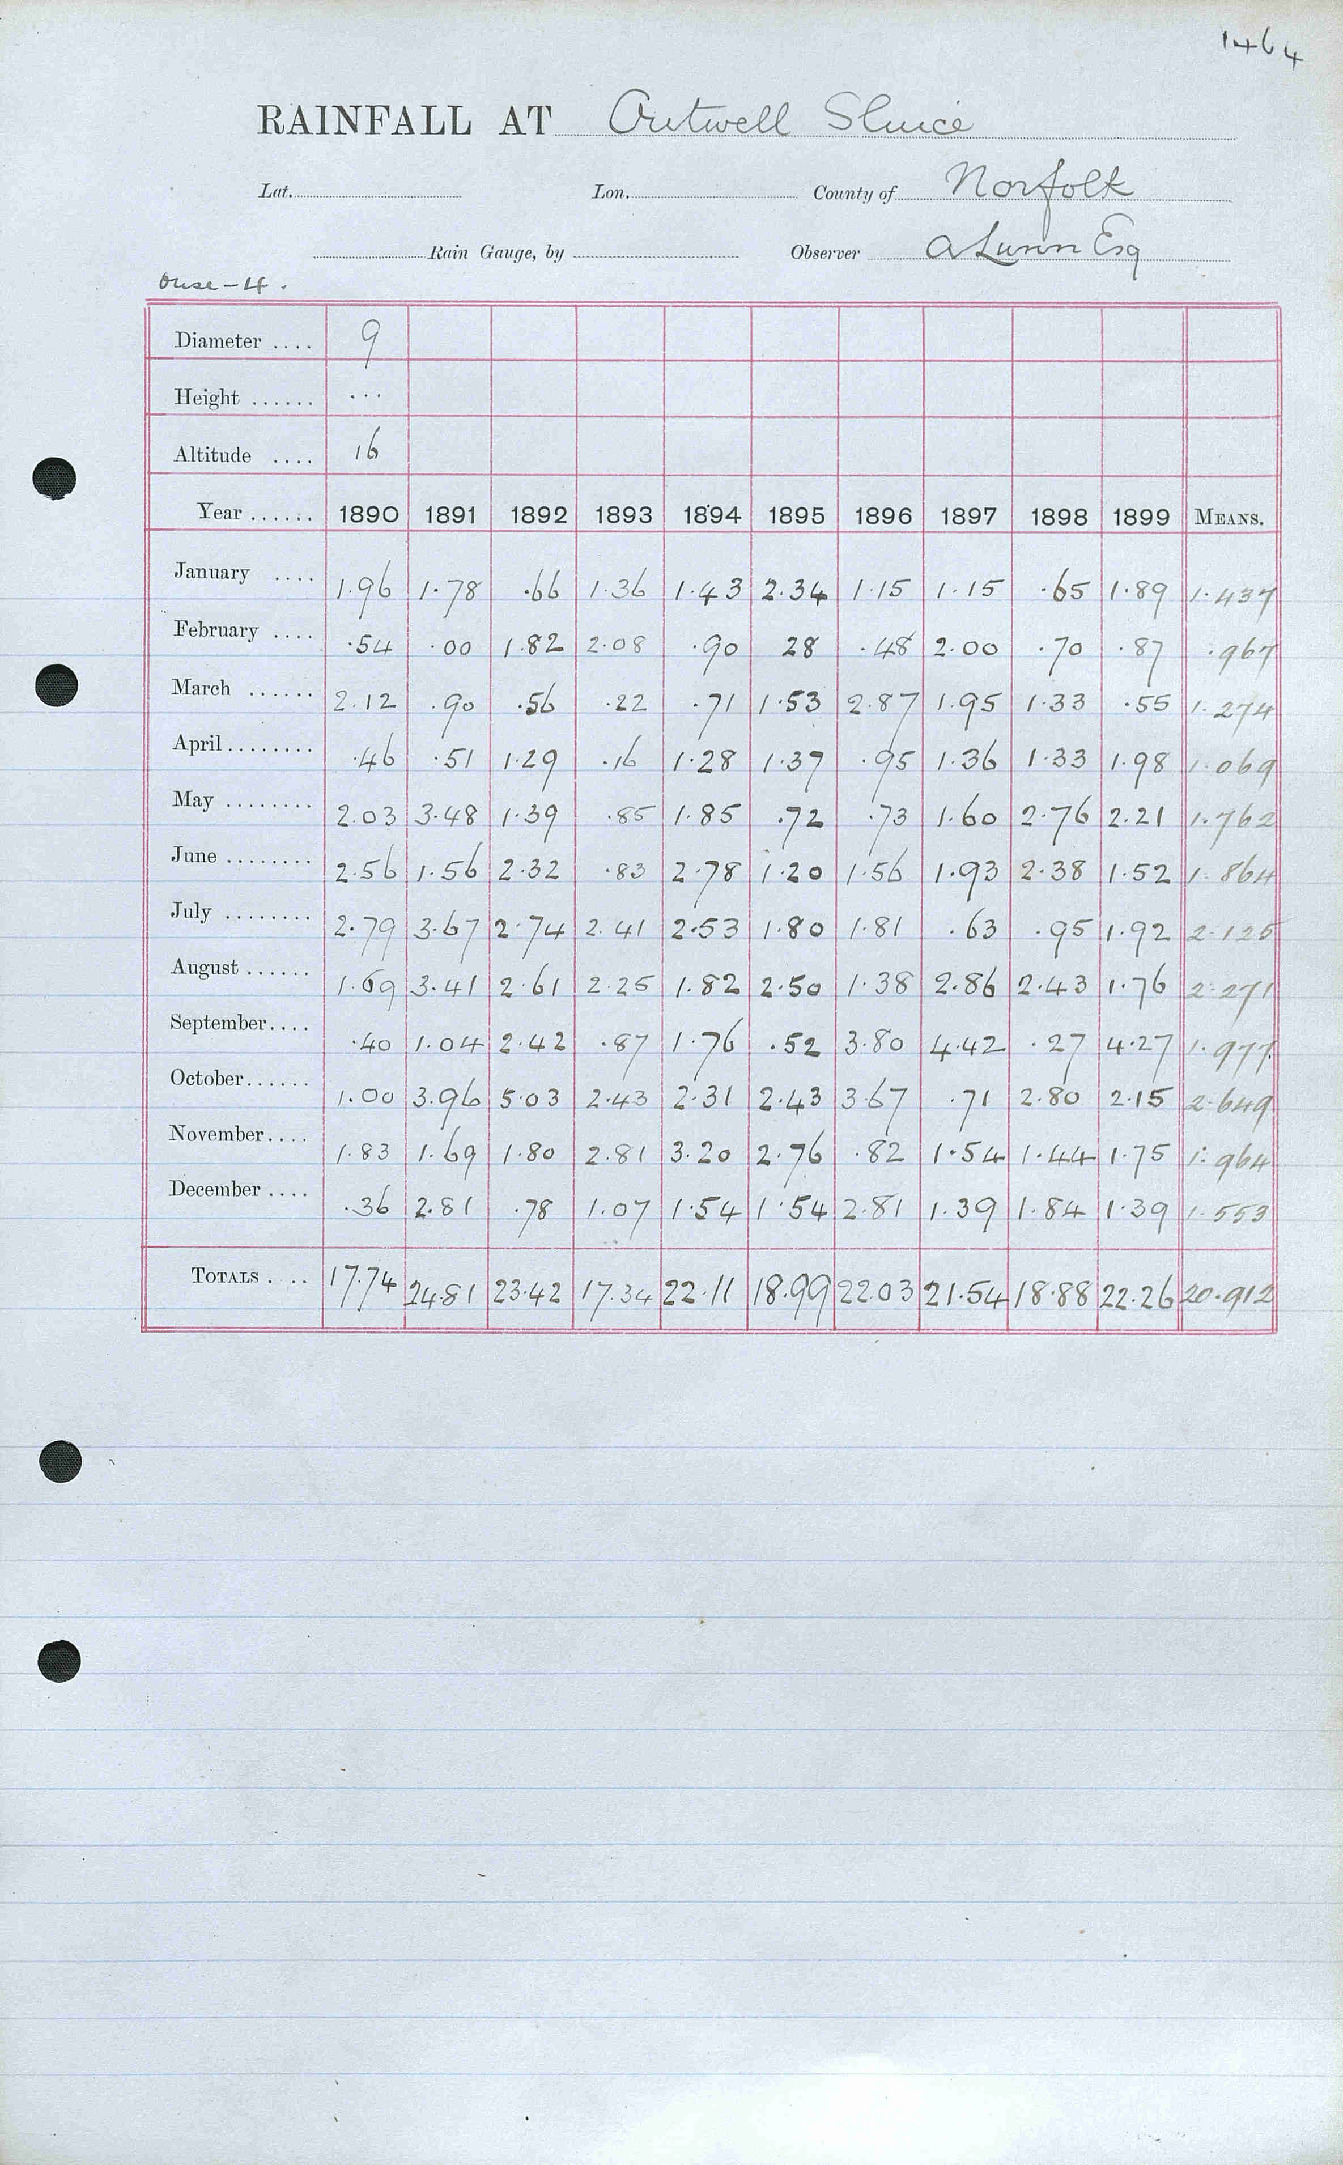 1464
RAINFALL AT Outwell Sluice
Lat. Lon. County of Norfolk
Rain Gauge, by Observer A Lunn Esq
Ouse-4.
Diameter .... 9
Height ...... ...
Altitude .... 16
Year ...... 1890 1891 1892 1893 1894 1895 1896 1897 1898 1899 MEANS.
January .... 1.96 1.78 .66 1.36 1.43 2.34 1.15 1.15 .65 1.89 1.437
February .... .54 .00 1.82 2.08 .90 28 .48 2.00 .70 .87 .967
March ...... 2.12 .90 .56 .22 .71 1.53 2.87 1.95 1.33 .55 1.274
April........ .46 .51 1.29 .16 1.28 1.37 .95 1.36 1.33 1.98 1.069
May ........ 2.03 3.48 1.39 .85 1.85 .72 .73 1.60 2.76 2.21 1.762
June ........ 2.56 1.56 2.32 .83 2.78 1.20 1.56 1.93 2.38 1.52 1.864
July ........ 2.79 3.67 2.74 2.41 2.53 1.80 1.81 .63 .95 1.92 2.125
August ...... 1.69 3.41 2.61 2.25 1.82 2.50 1.38 2.86 2.43 1.76 2.271
September.... .40 1.04 2.42 .87 1.76 .52 3.80 4.42 .27 4.27 1.977
October...... 1.00 3.96 5.03 2.43 2.31 2.43 3.67 .71 2.80 2.15 2.649
November.... 1.83 1.69 1.80 2.81 3.20 2.76 .82 1.54 1.44 1.75 1.964
December .... .36 2.81 .78 1.07 1.54 1.54 2.81 1.39 1.84 1.39 1.553
TOTALS .... 17.74 24.81 23.42 17.34 22.11 18.99 22.03 21.54 18.88 22.26 20.912